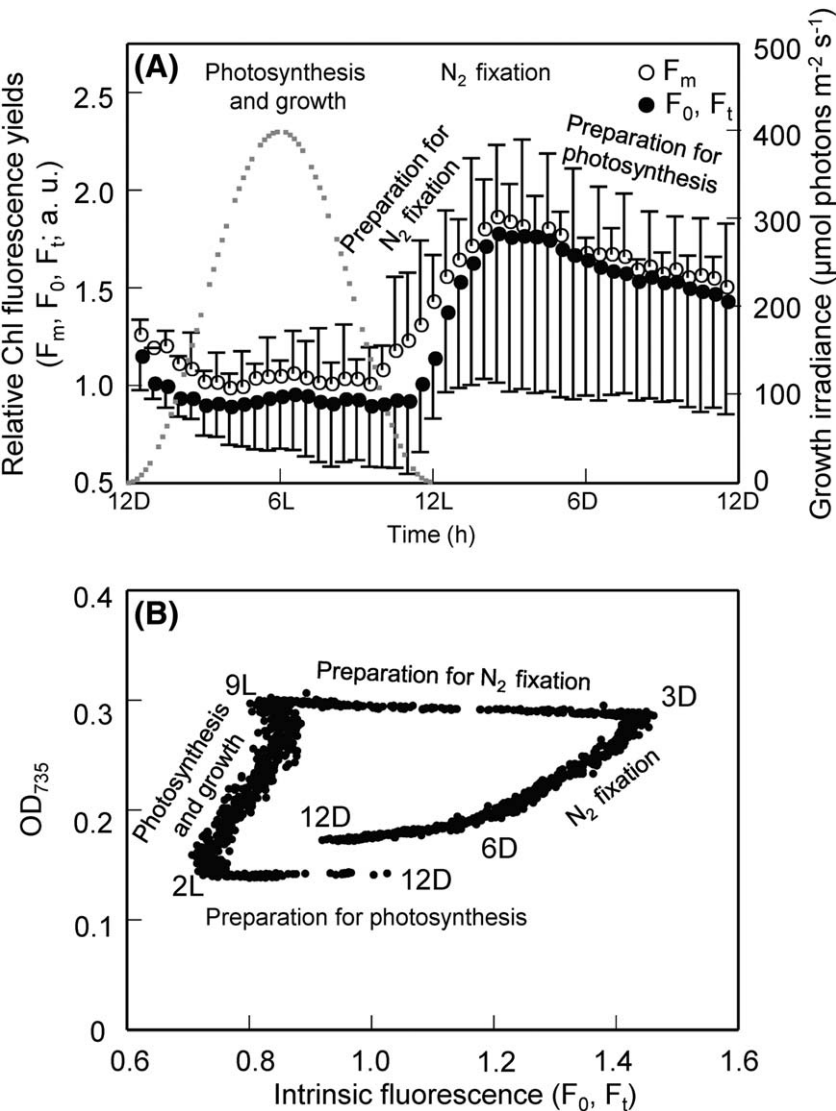 (A)
Photosynthesis
and growth
N₂ fixation
Fₘ
F₀, Fₜ
Preparation for
N₂ fixation
Preparation for
photosynthesis
Relative Chl fluorescence yields
(Fₘ, F₀, Fₜ; a. u.)
2.5
2.0
1.5
1.0
0.5
500
400
300
200
100
0
Growth irradiance (μmol photons m⁻² s⁻¹)
12D
6L
12L
6D
12D
Time (h)
(B)
0.4
0.3
0.2
0.1
0
OD₇₃₅
9L
Preparation for N₂ fixation
3D
Photosynthesis
and growth
N₂ fixation
12D
6D
2L
12D
Preparation for photosynthesis
0.6
0.8
1.0
1.2
1.4
1.6
Intrinsic fluorescence (F₀, Fₜ)